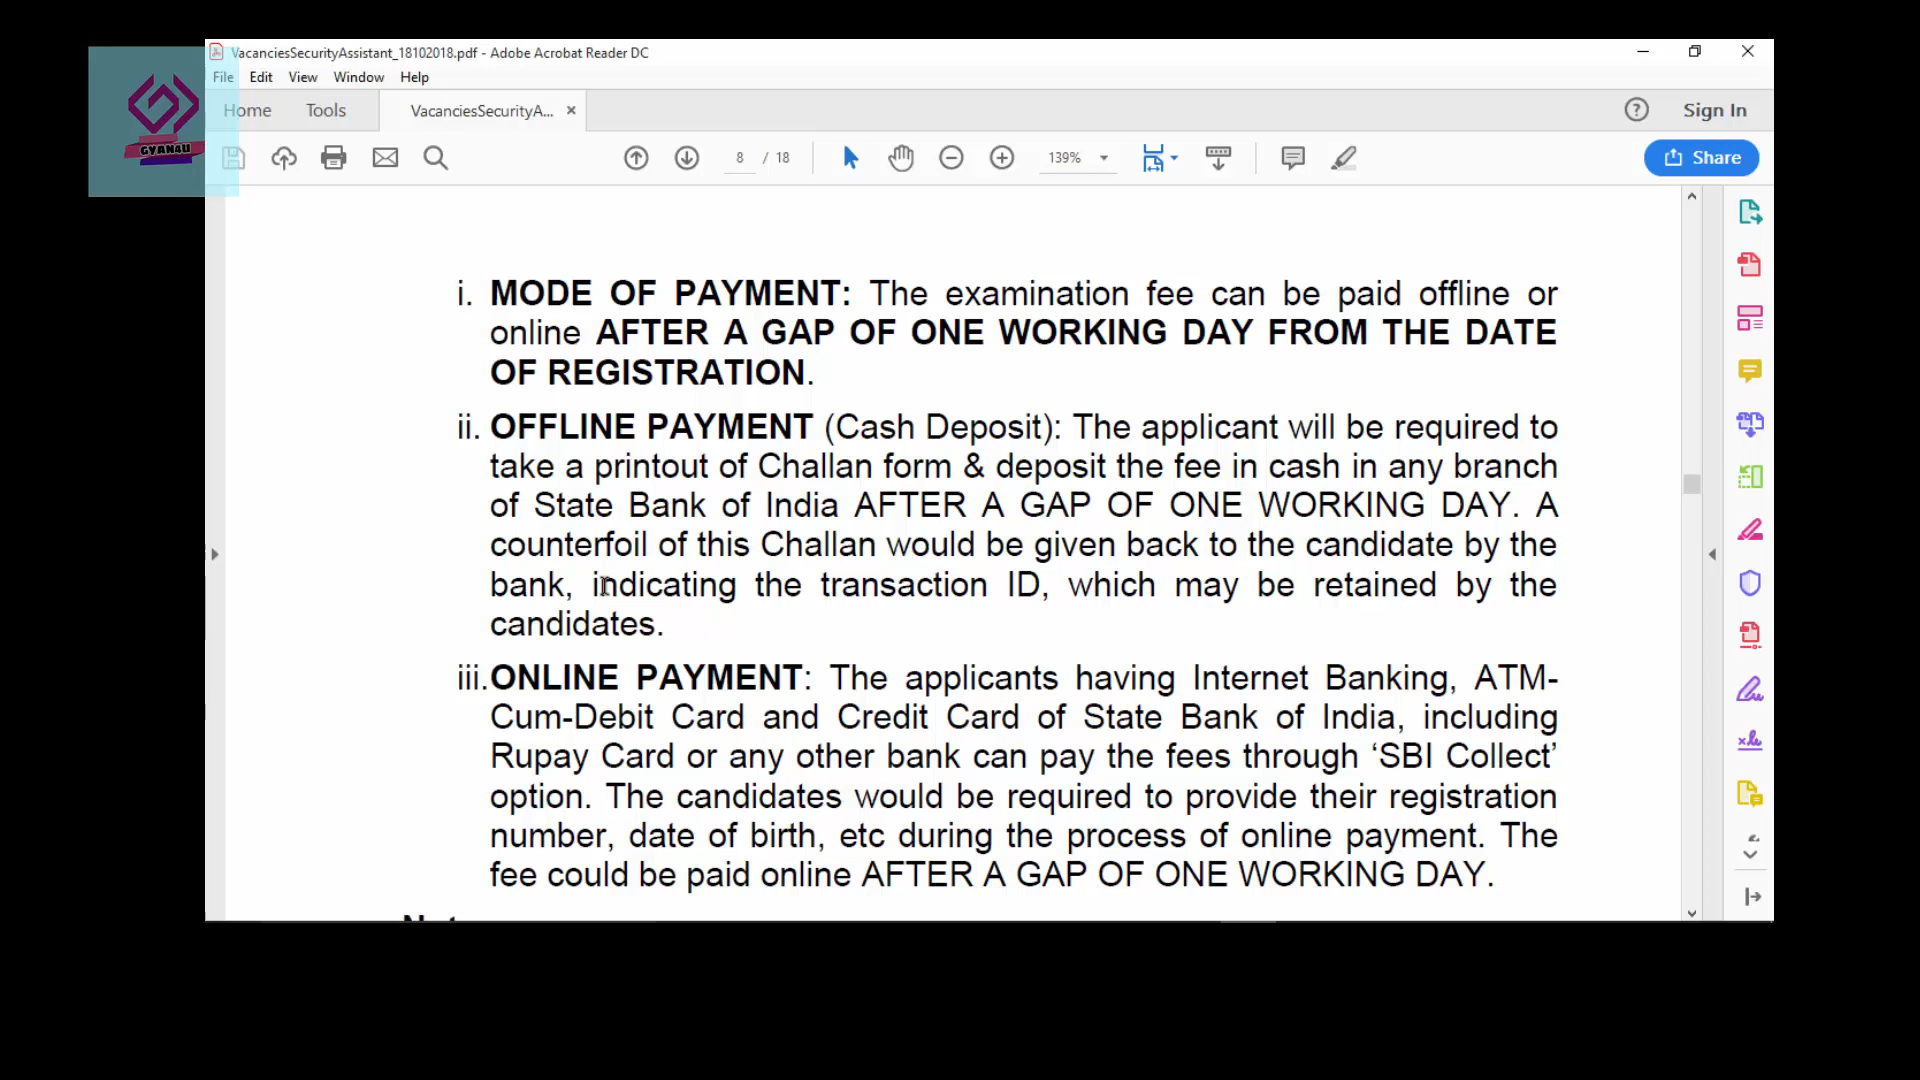 VacanciesSecurityAssistant_18102018.pdf - Adobe Acrobat Reader DC
File Edit View Window Help
Home Tools VacanciesSecurityA... Sign In
GYAN4U
8 / 18 139% Share
i. MODE OF PAYMENT: The examination fee can be paid offline or
online AFTER A GAP OF ONE WORKING DAY FROM THE DATE
OF REGISTRATION.
ii. OFFLINE PAYMENT (Cash Deposit): The applicant will be required to
take a printout of Challan form & deposit the fee in cash in any branch
of State Bank of India AFTER A GAP OF ONE WORKING DAY. A
counterfoil of this Challan would be given back to the candidate by the
bank, indicating the transaction ID, which may be retained by the
candidates.
iii. ONLINE PAYMENT: The applicants having Internet Banking, ATM-
Cum-Debit Card and Credit Card of State Bank of India, including
Rupay Card or any other bank can pay the fees through ‘SBI Collect’
option. The candidates would be required to provide their registration
number, date of birth, etc during the process of online payment. The
fee could be paid online AFTER A GAP OF ONE WORKING DAY.